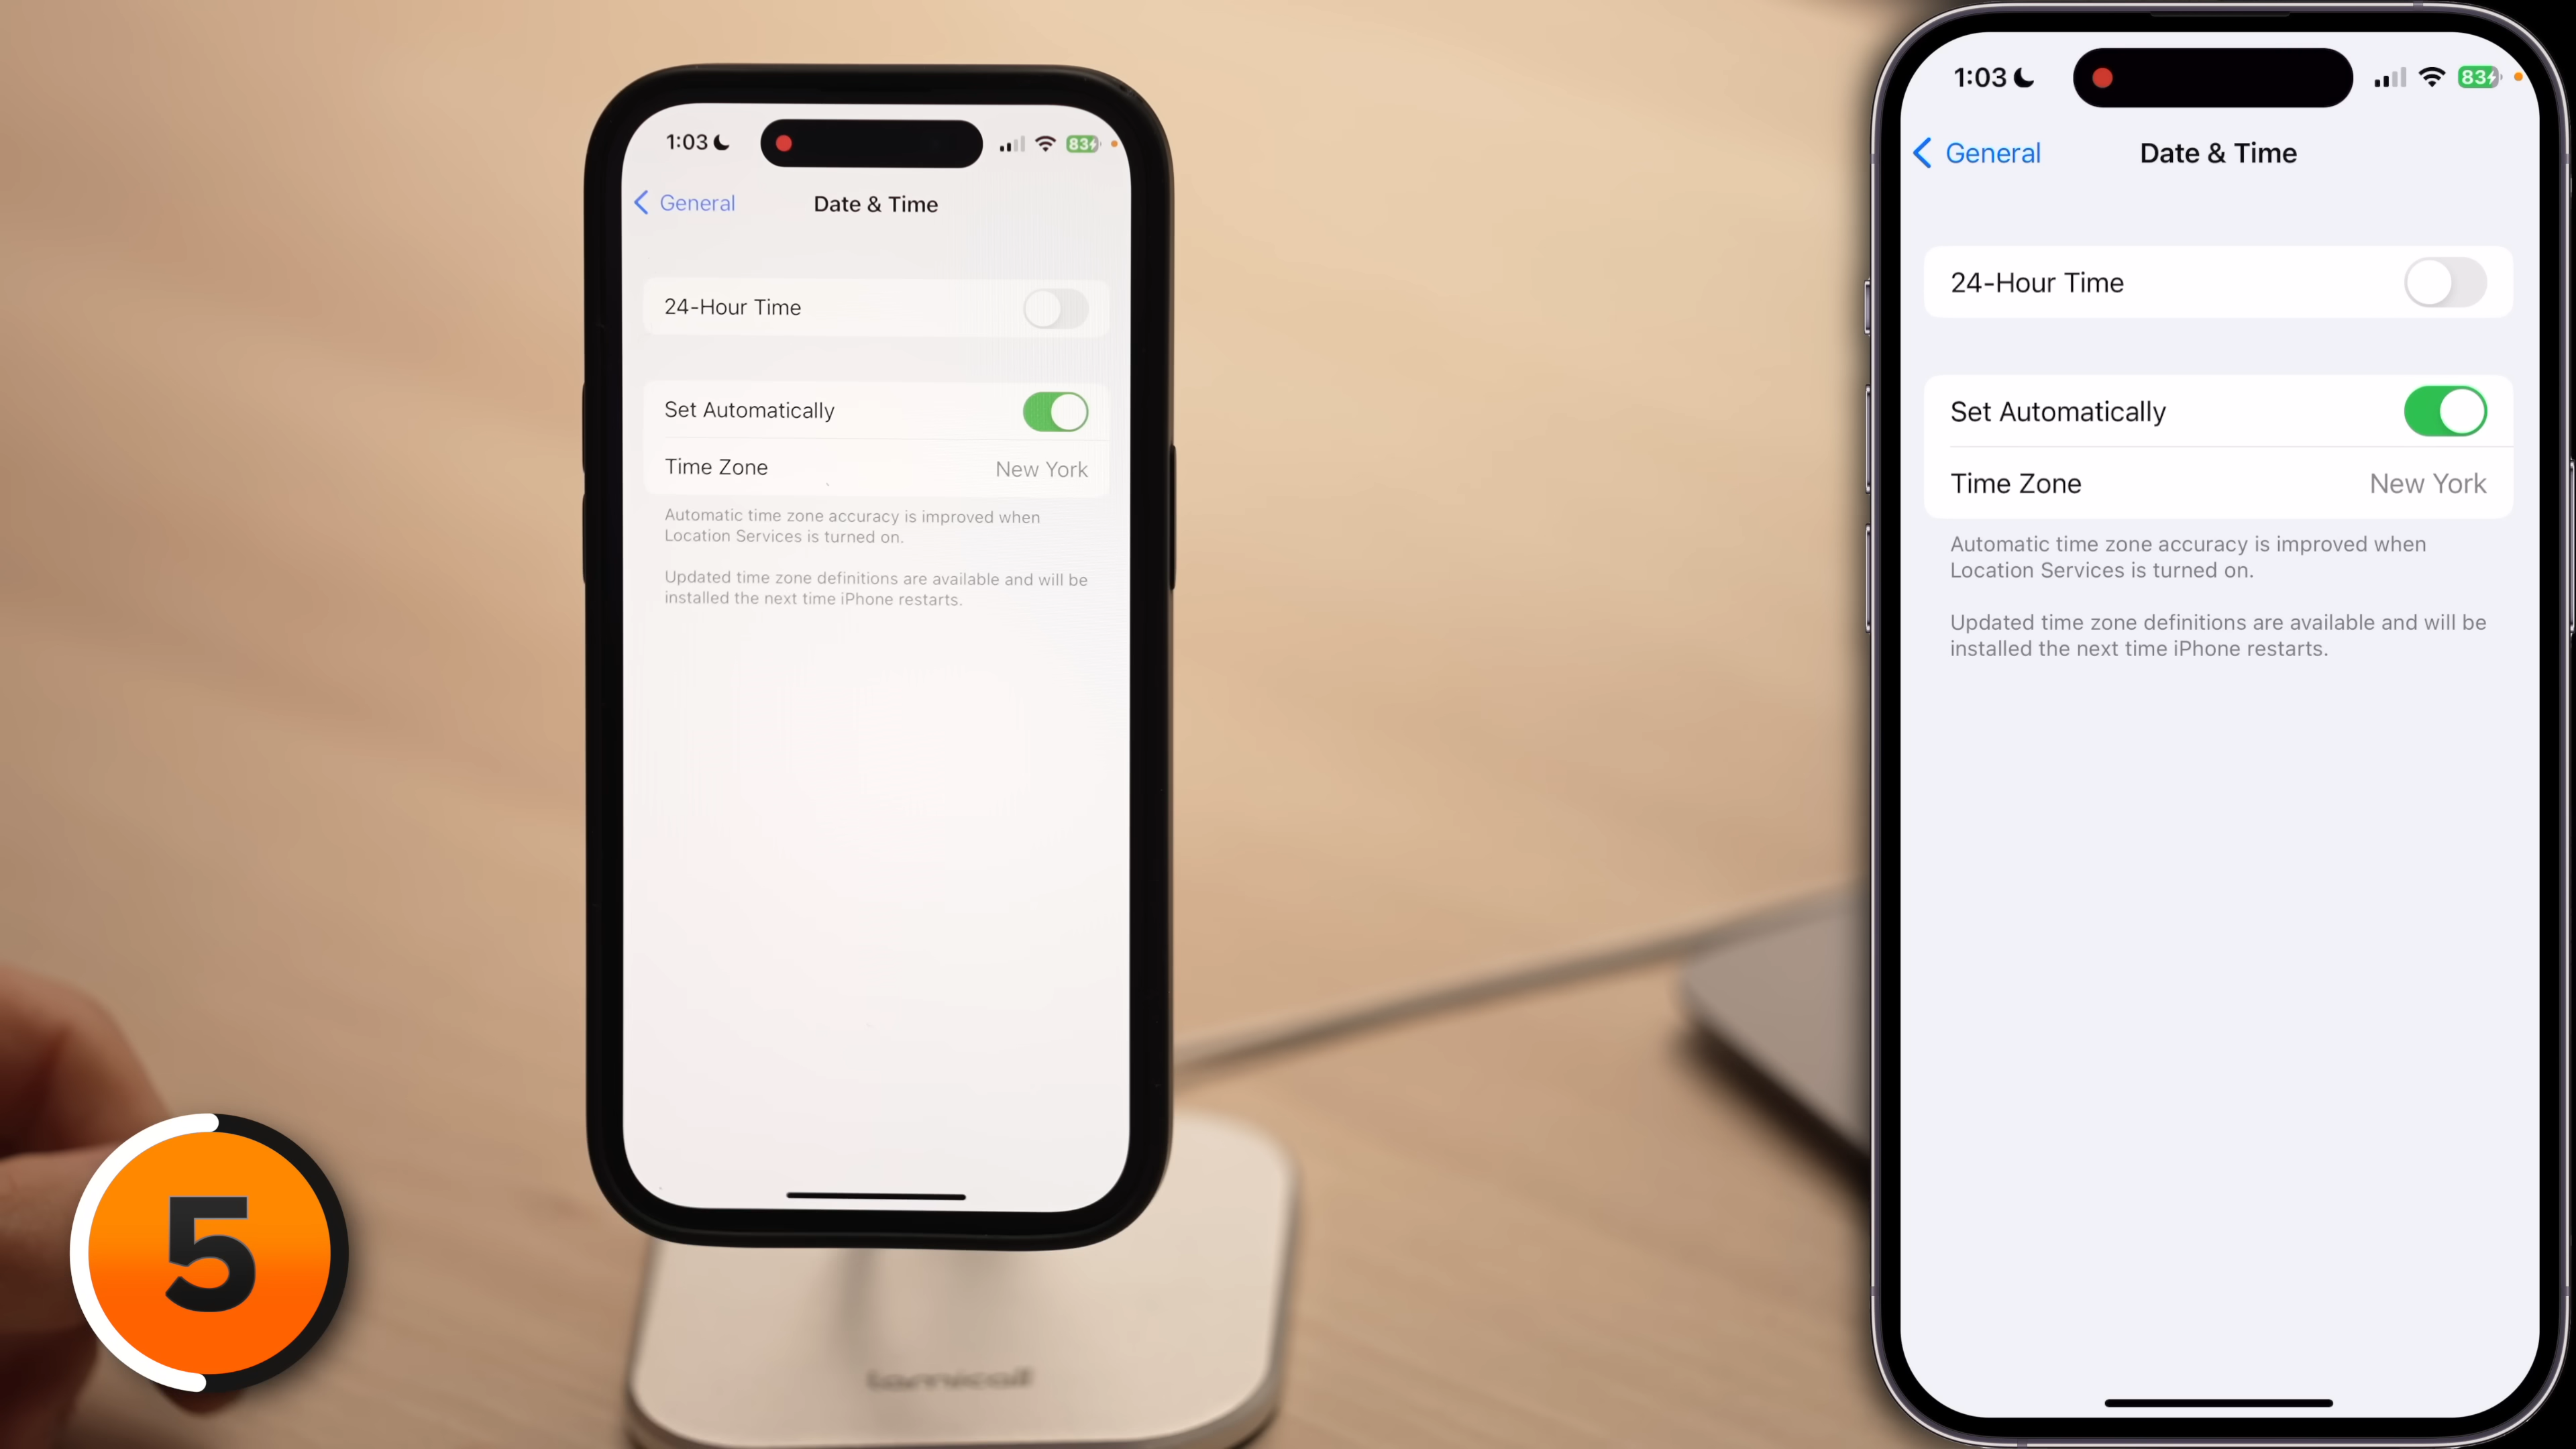 1:03
83
General
Date & Time
24-Hour Time
Set Automatically
Time Zone
New York
Automatic time zone accuracy is improved when
Location Services is turned on.
Updated time zone definitions are available and will be
installed the next time iPhone restarts.
lamicall
5
1:03
83
General
Date & Time
24-Hour Time
Set Automatically
Time Zone
New York
Automatic time zone accuracy is improved when
Location Services is turned on.
Updated time zone definitions are available and will be
installed the next time iPhone restarts.